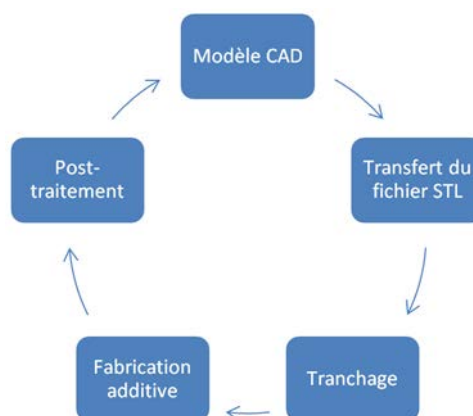 Modèle CAD
Transfert du
fichier STL
Tranchage
Fabrication
additive
Post-
traitement